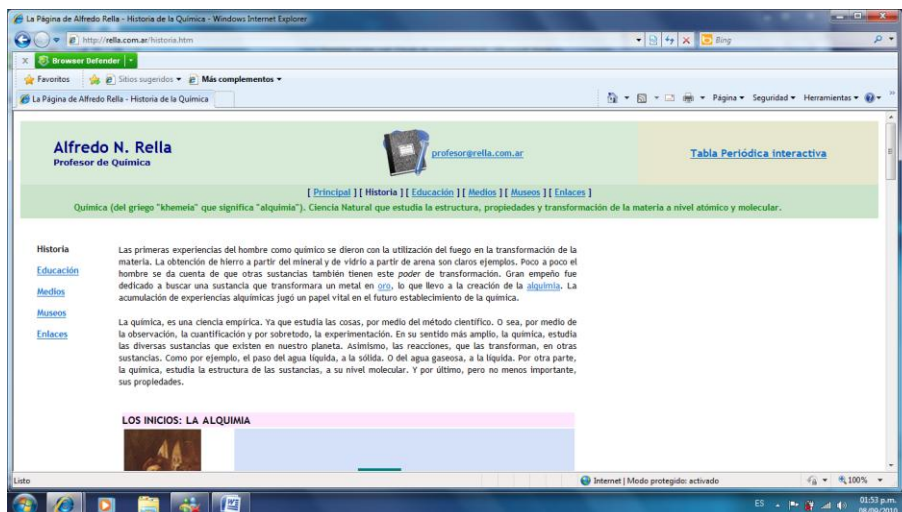 La Página de Alfredo Rella - Historia de la Química - Windows Internet Explorer
http://rella.com.ar/historia.htm
Bing
X Browser Defender
Favoritos Sitios sugeridos Más complementos
La Página de Alfredo Rella - Historia de la Química
Página Seguridad Herramientas
Alfredo N. Rella
Profesor de Química
profesor@rella.com.ar
Tabla Periódica interactiva
[ Principal ] [ Historia ] [ Educación ] [ Medios ] [ Museos ] [ Enlaces ]
Química (del griego "khemeia" que significa "alquimia"). Ciencia Natural que estudia la estructura, propiedades y transformación de la materia a nivel atómico y molecular.
Historia
Educación
Medios
Museos
Enlaces
Las primeras experiencias del hombre como químico se dieron con la utilización del fuego en la transformación de la
materia. La obtención de hierro a partir del mineral y de vidrio a partir de arena son claros ejemplos. Poco a poco el
hombre se da cuenta de que otras sustancias también tienen este poder de transformación. Gran empeño fue
dedicado a buscar una sustancia que transformara un metal en oro, lo que llevo a la creación de la alquimia. La
acumulación de experiencias alquímicas jugó un papel vital en el futuro establecimiento de la química.
La química, es una ciencia empírica. Ya que estudia las cosas, por medio del método científico. O sea, por medio de
la observación, la cuantificación y por sobretodo, la experimentación. En su sentido más amplio, la química, estudia
las diversas sustancias que existen en nuestro planeta. Asimismo, las reacciones, que las transforman, en otras
sustancias. Como por ejemplo, el paso del agua líquida, a la sólida. O del agua gaseosa, a la líquida. Por otra parte,
la química, estudia la estructura de las sustancias, a su nivel molecular. Y por último, pero no menos importante,
sus propiedades.
LOS INICIOS: LA ALQUIMIA
Listo
Internet | Modo protegido: activado
100%
ES
01:53 p.m.
08/09/2010